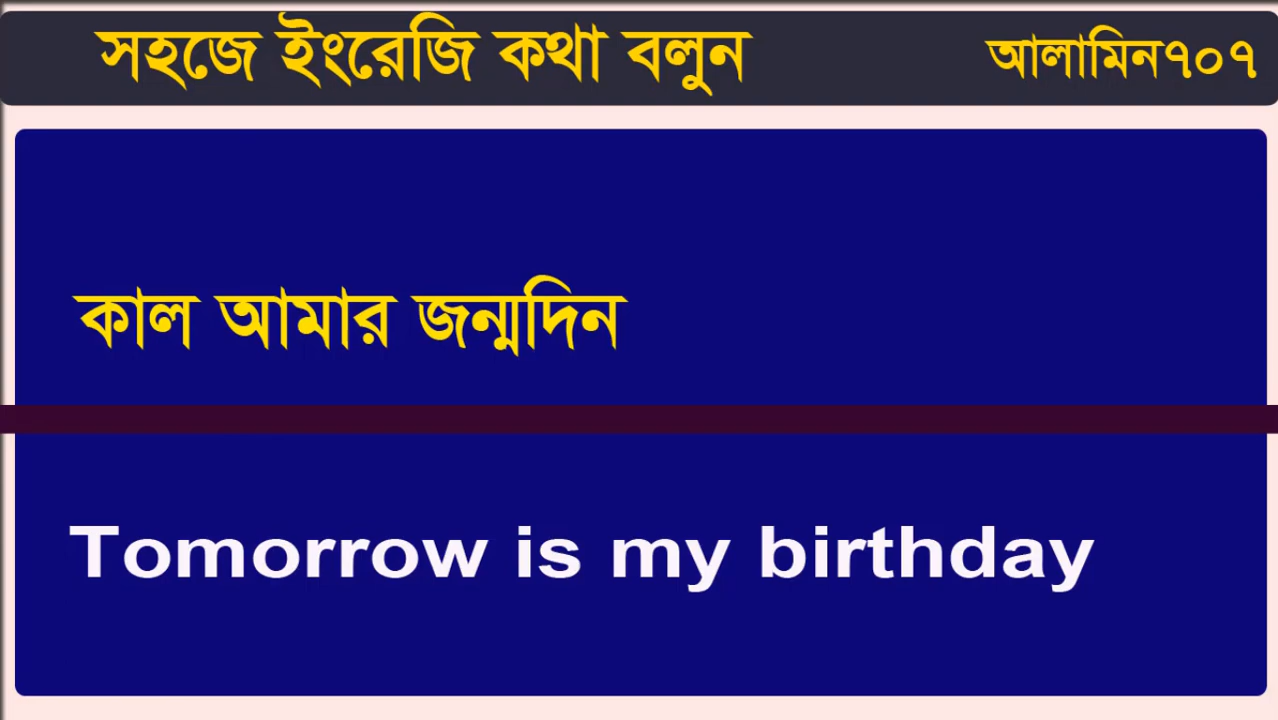 সহজে ইংরেজি কথা বলুন আলামিন৭০৭
কাল আমার জন্মদিন
Tomorrow is my birthday